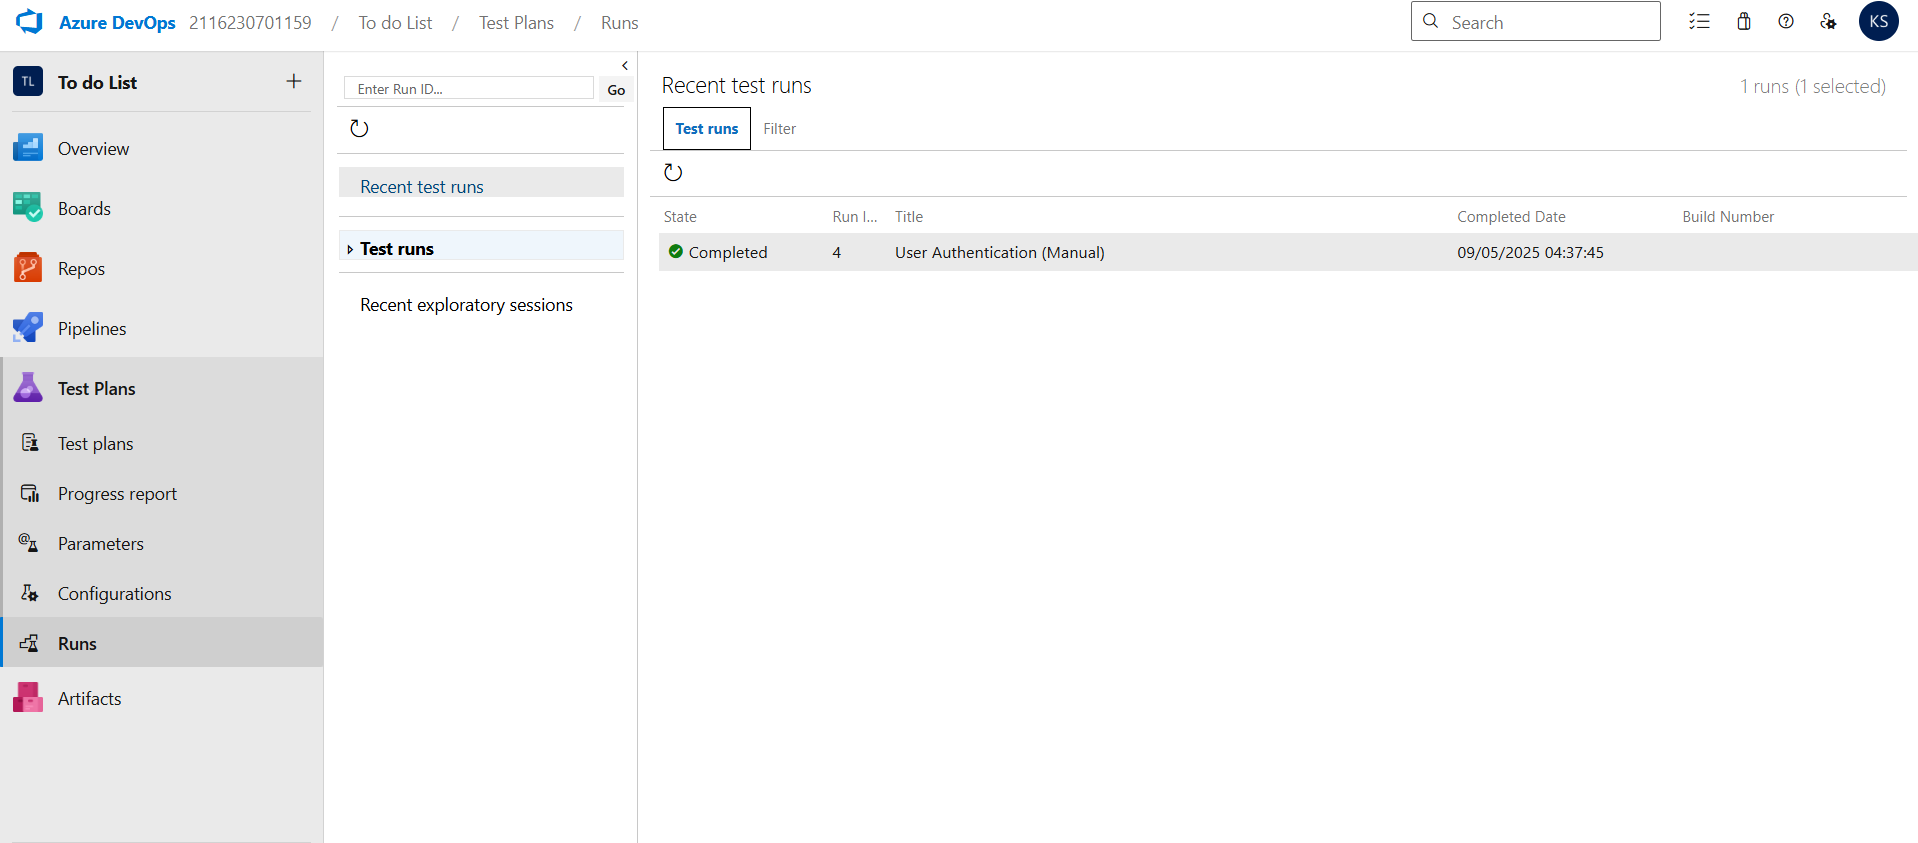 Azure DevOps 2116230701159 / To do List / Test Plans / Runs
Search
KS
TL To do List
Overview
Boards
Repos
Pipelines
Test Plans
Test plans
Progress report
Parameters
Configurations
Runs
Artifacts
Enter Run ID...
Go
Recent test runs
Test runs
Recent exploratory sessions
Recent test runs
1 runs (1 selected)
Test runs Filter
State Run I... Title Completed Date Build Number
Completed 4 User Authentication (Manual) 09/05/2025 04:37:45